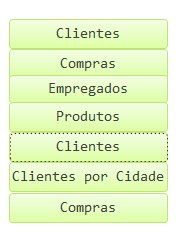 Clientes
Compras
Empregados
Produtos
Clientes
Clientes por Cidade
Compras